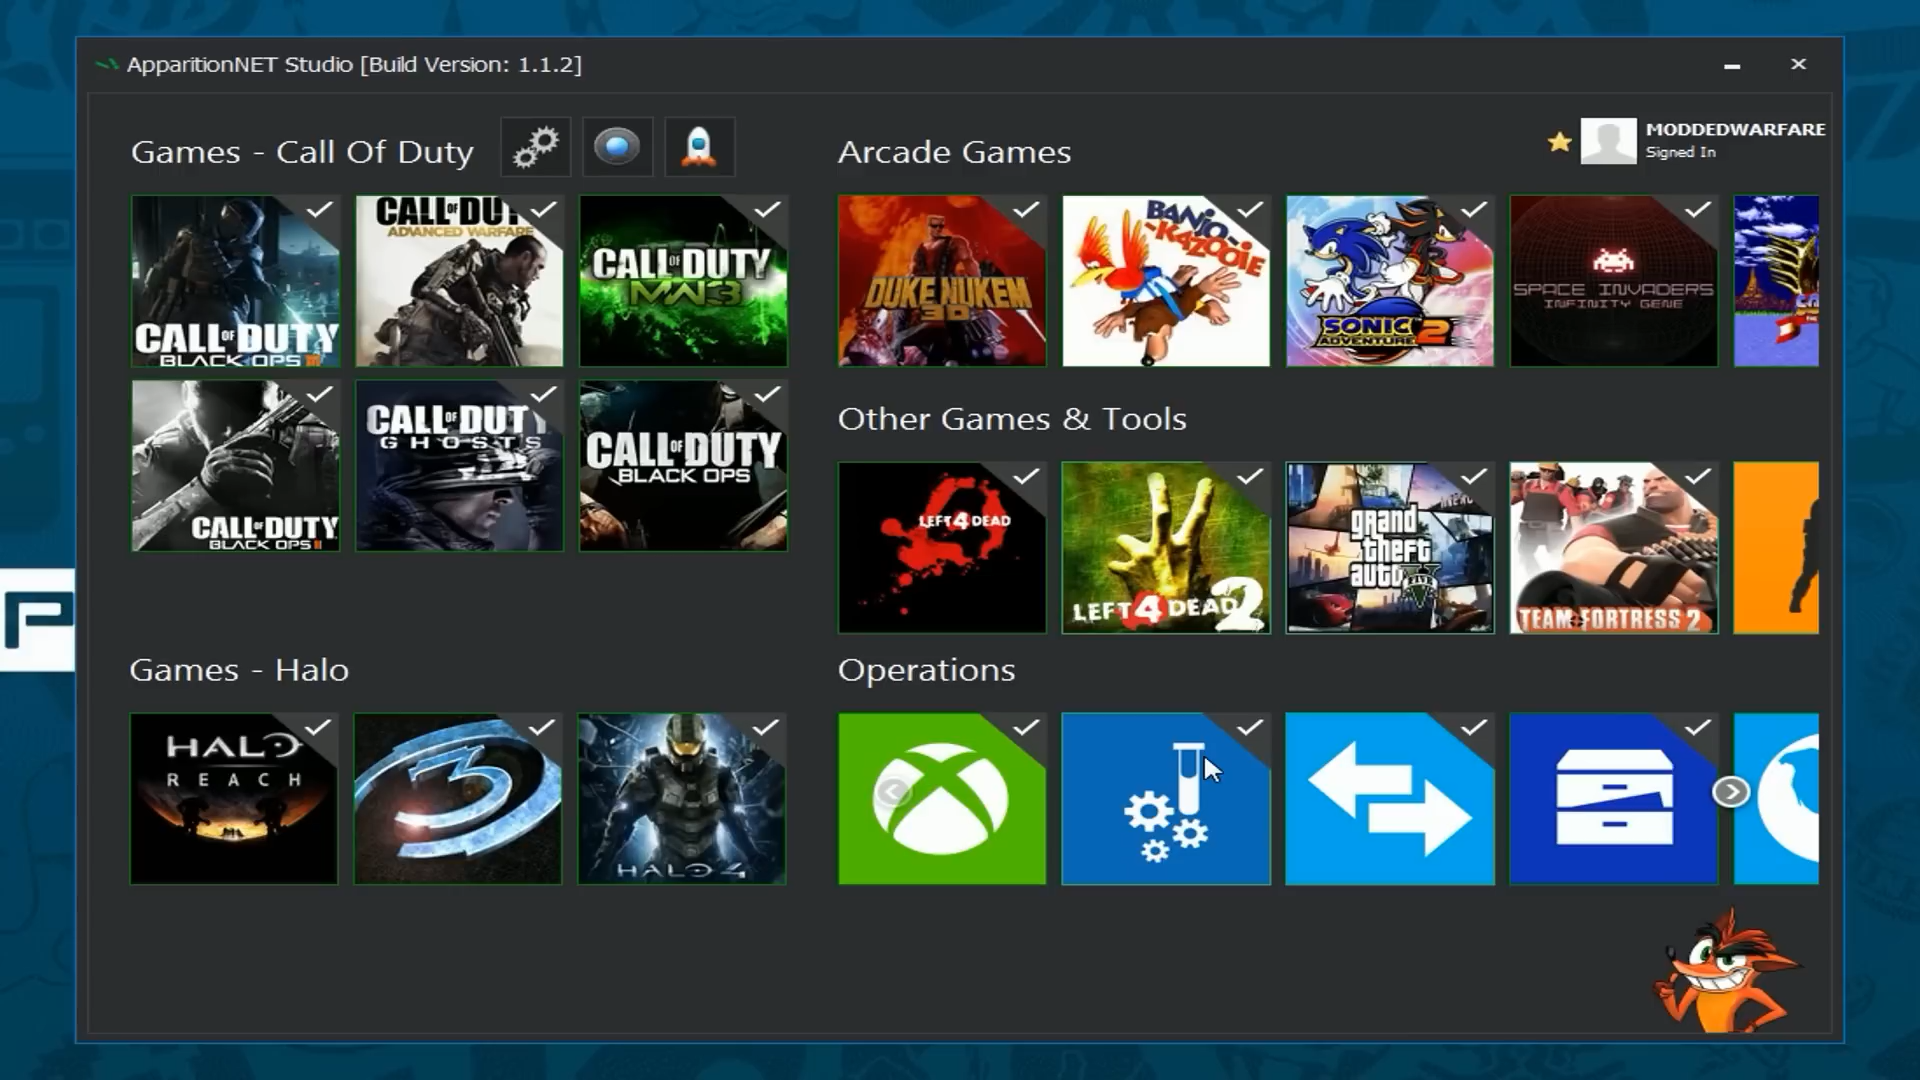 ApparitionNET Studio [Build Version: 1.1.2]
Games - Call Of Duty
Arcade Games
MODDEDWARFARE
Signed In
CALL OF DUTY
BLACK OPS III
CALL OF DUTY
ADVANCED WARFARE
CALL OF DUTY
MW3
DUKE NUKEM
3D
BANJO
-KAZOOIE
SONIC
ADVENTURE 2
SPACE INVADERS
INFINITY GENE
CALL OF DUTY
BLACK OPS II
CALL OF DUTY
GHOSTS
CALL OF DUTY
BLACK OPS
Other Games & Tools
LEFT 4 DEAD
LEFT 4 DEAD 2
grand
theft
auto V
FIVE
TEAM FORTRESS 2
P
Games - Halo
Operations
HALO
REACH
3
HALO 4